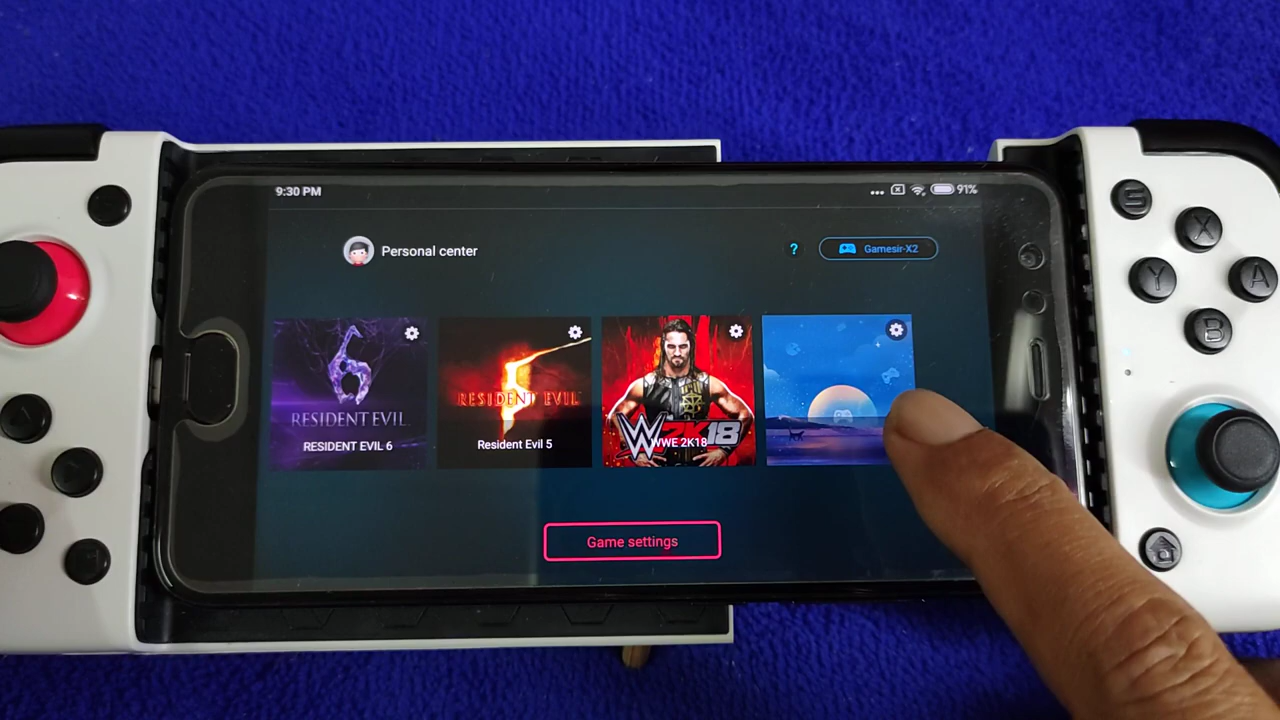 9:30 PM
91%
Personal center
?
Gamesir-X2
RESIDENT EVIL
RESIDENT EVIL 6
RESIDENT EVIL
Resident Evil 5
W2K18
WWE 2K18
Game settings
S
X
Y
A
B